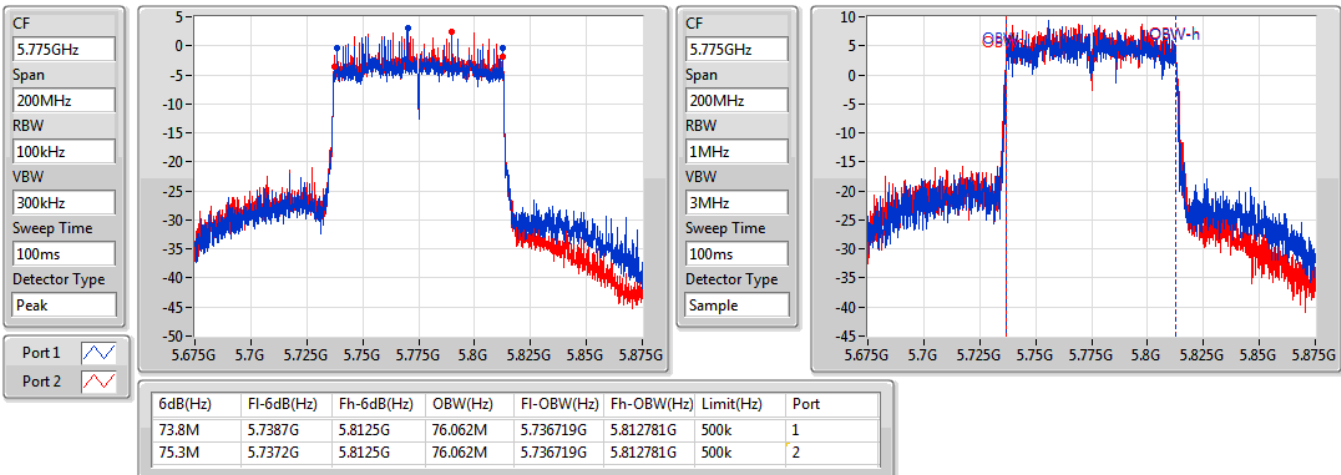 CF
5.775GHz
Span
200MHz
RBW
100kHz
VBW
300kHz
Sweep Time
100ms
Detector Type
Peak
Port 1
Port 2
5
0
-5
-10
-15
-20
-25
-30
-35
-40
-45
-50
5.675G 5.7G 5.725G 5.75G 5.775G 5.8G 5.825G 5.85G 5.875G
CF
5.775GHz
Span
200MHz
RBW
1MHz
VBW
3MHz
Sweep Time
100ms
Detector Type
Sample
10
5
0
-5
-10
-15
-20
-25
-30
-35
-40
-45
OBW-h
5.675G 5.7G 5.725G 5.75G 5.775G 5.8G 5.825G 5.85G 5.875G
6dB(Hz) Fl-6dB(Hz) Fh-6dB(Hz) OBW(Hz) Fl-OBW(Hz) Fh-OBW(Hz) Limit(Hz) Port
73.8M 5.7387G 5.8125G 76.062M 5.736719G 5.812781G 500k 1
75.3M 5.7372G 5.8125G 76.062M 5.736719G 5.812781G 500k 2